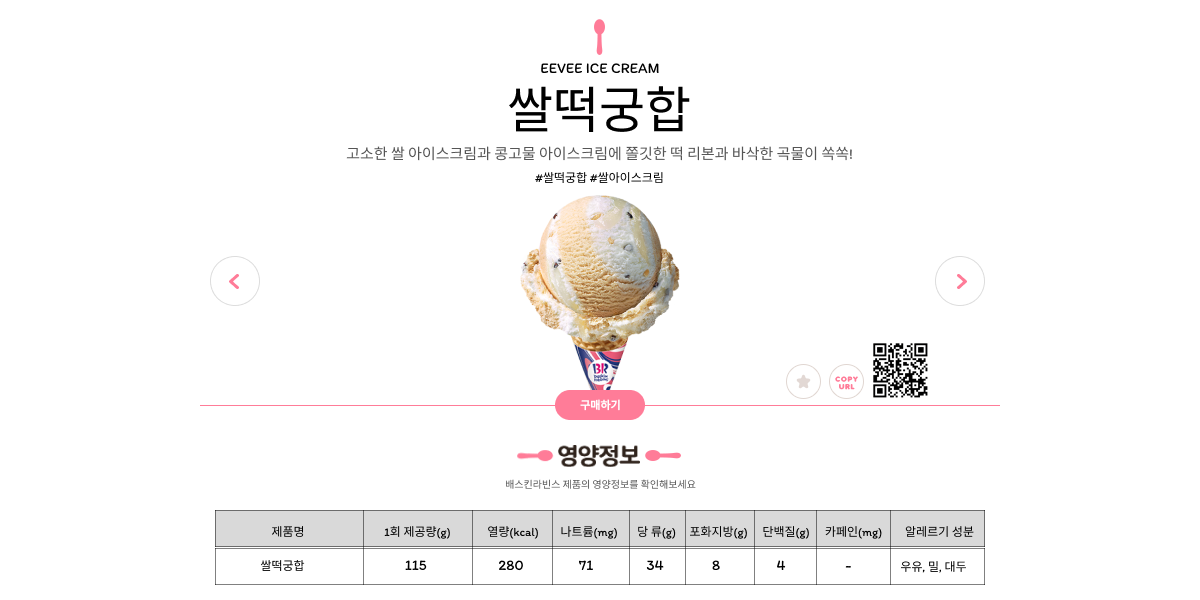 EEVEE ICE CREAM
쌀떡궁합
고소한 쌀 아이스크림과 콩고물 아이스크림에 쫄깃한 떡 리본과 바삭한 곡물이 쏙쏙!
#쌀떡궁합 #쌀아이스크림
BR
baskin robbins
COPY
URL
구매하기
영양정보
배스킨라빈스 제품의 영양정보를 확인해보세요
제품명 1회 제공량(g) 열량(kcal) 나트륨(mg) 당 류(g) 포화지방(g) 단백질(g) 카페인(mg) 알레르기 성분
쌀떡궁합 115 280 71 34 8 4 - 우유, 밀, 대두